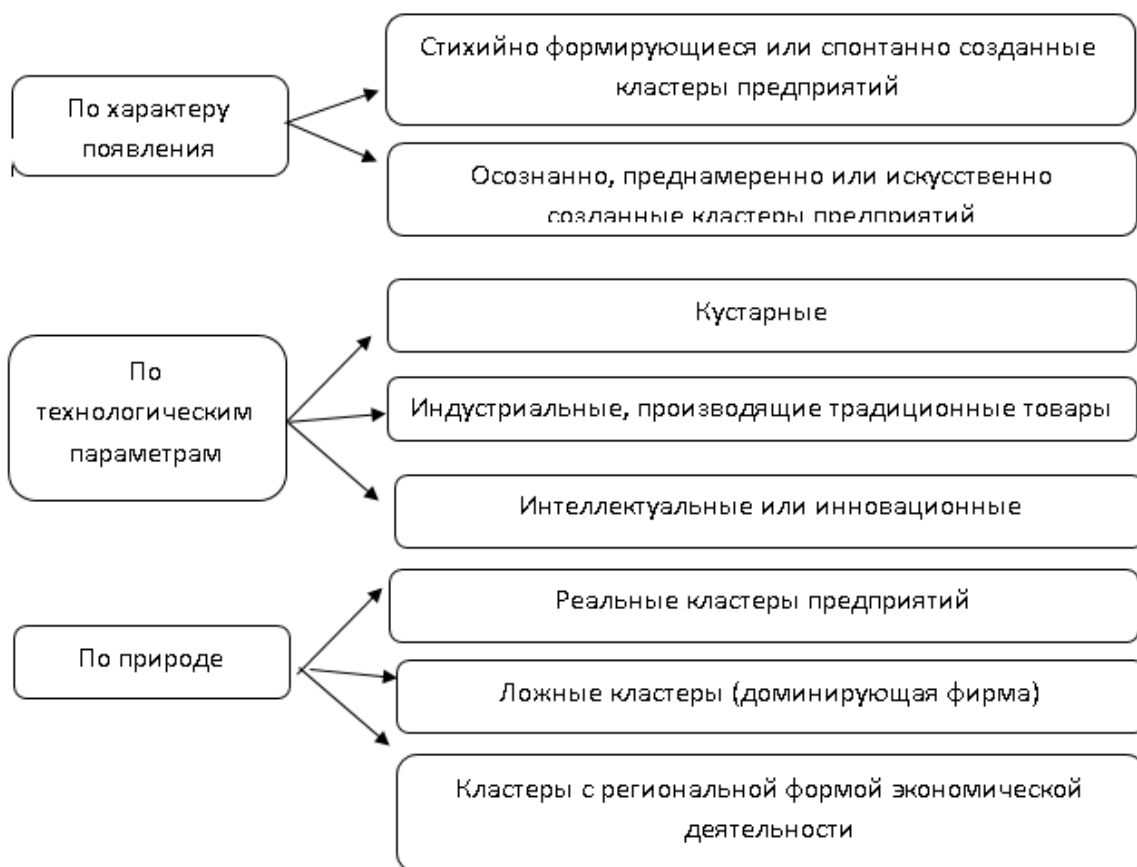 По характеру
появления
Стихийно формирующиеся или спонтанно созданные
кластеры предприятий
Осознанно, преднамеренно или искусственно
созданные кластеры предприятий
По
технологическим
параметрам
Кустарные
Индустриальные, производящие традиционные товары
Интеллектуальные или инновационные
По природе
Реальные кластеры предприятий
Ложные кластеры (доминирующая фирма)
Кластеры с региональной формой экономической
деятельности